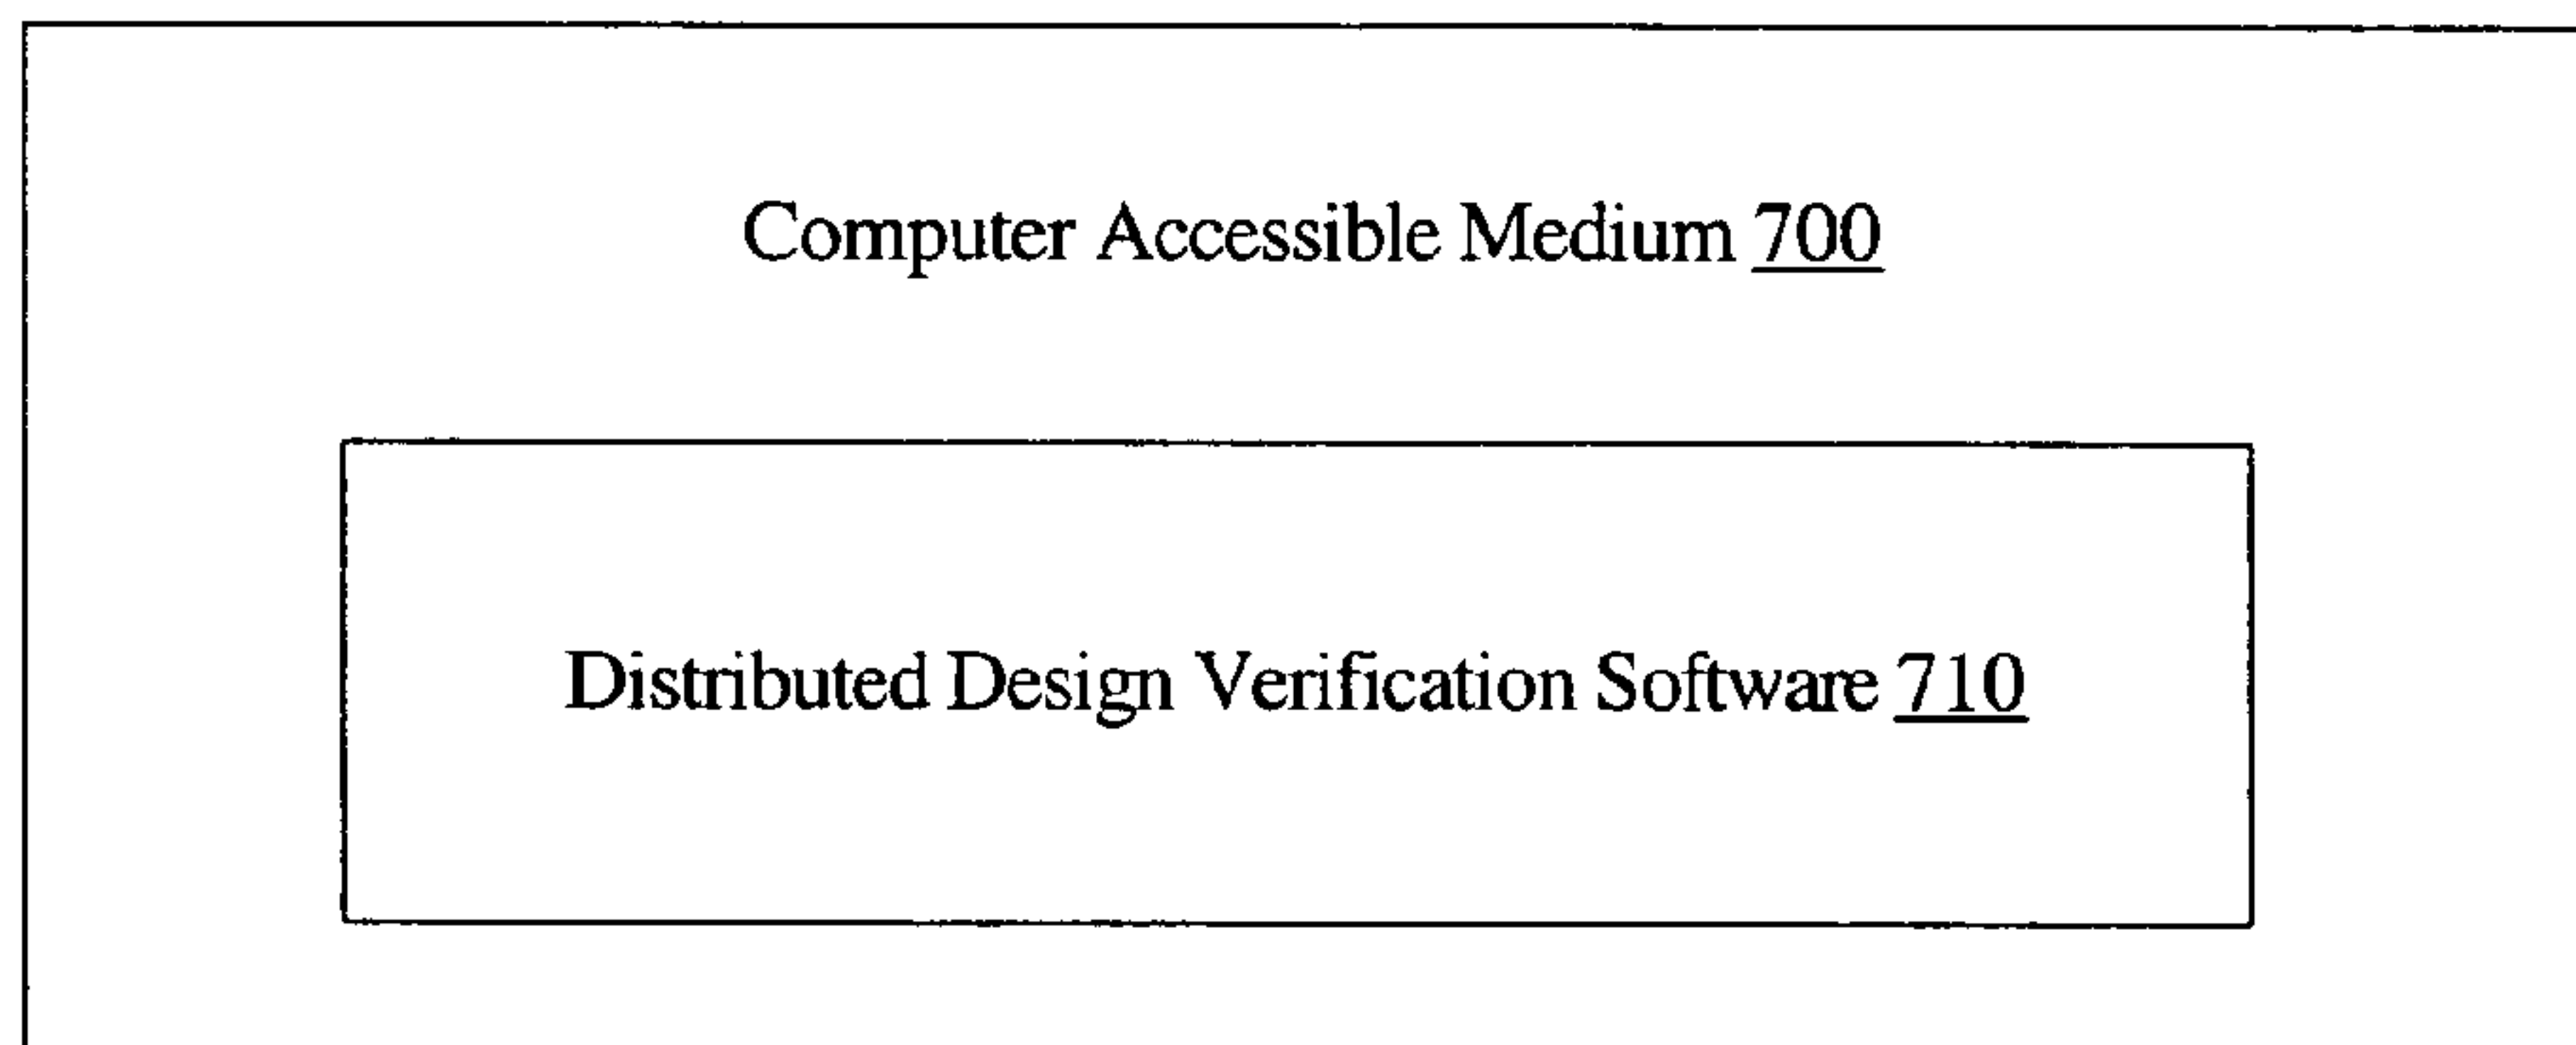 Computer Accessible Medium 700
Distributed Design Verification Software 710